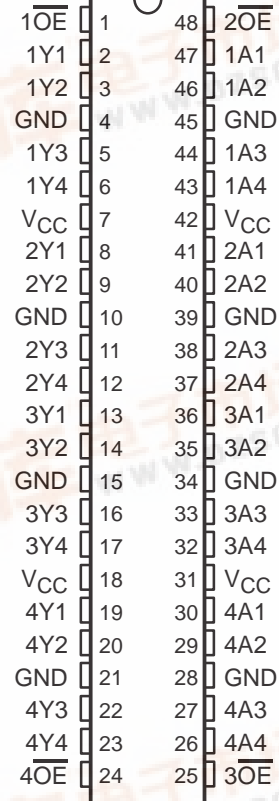 1O̅E̅ 1 48 2O̅E̅
1Y1 2 47 1A1
1Y2 3 46 1A2
GND 4 45 GND
1Y3 5 44 1A3
1Y4 6 43 1A4
VCC 7 42 VCC
2Y1 8 41 2A1
2Y2 9 40 2A2
GND 10 39 GND
2Y3 11 38 2A3
2Y4 12 37 2A4
3Y1 13 36 3A1
3Y2 14 35 3A2
GND 15 34 GND
3Y3 16 33 3A3
3Y4 17 32 3A4
VCC 18 31 VCC
4Y1 19 30 4A1
4Y2 20 29 4A2
GND 21 28 GND
4Y3 22 27 4A3
4Y4 23 26 4A4
4O̅E̅ 24 25 3O̅E̅